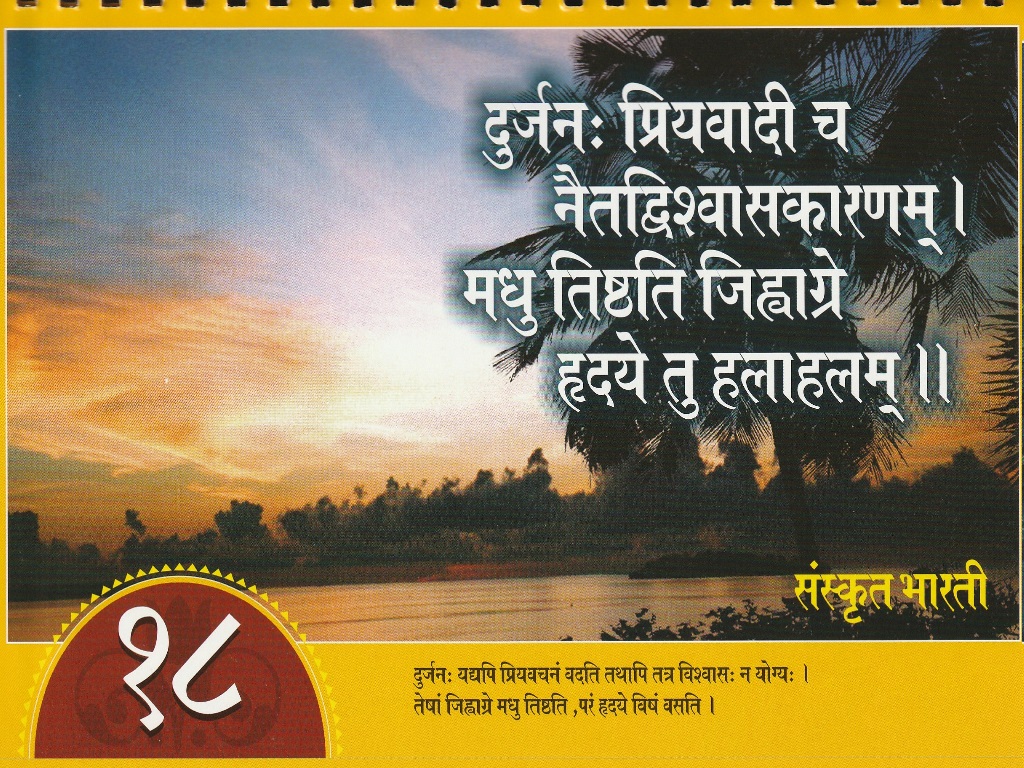 दुर्जनः प्रियवादी च
नैतद्विश्वासकारणम् ।
मधु तिष्ठति जिह्वाग्रे
हृदये तु हलाहलम् ।।
संस्कृत भारती
१८
दुर्जनः यद्यपि प्रियवचनं वदति तथापि तत्र विश्वासः न योग्यः ।
तेषां जिह्वाग्रे मधु तिष्ठति ,परं हृदये विषं वसति ।